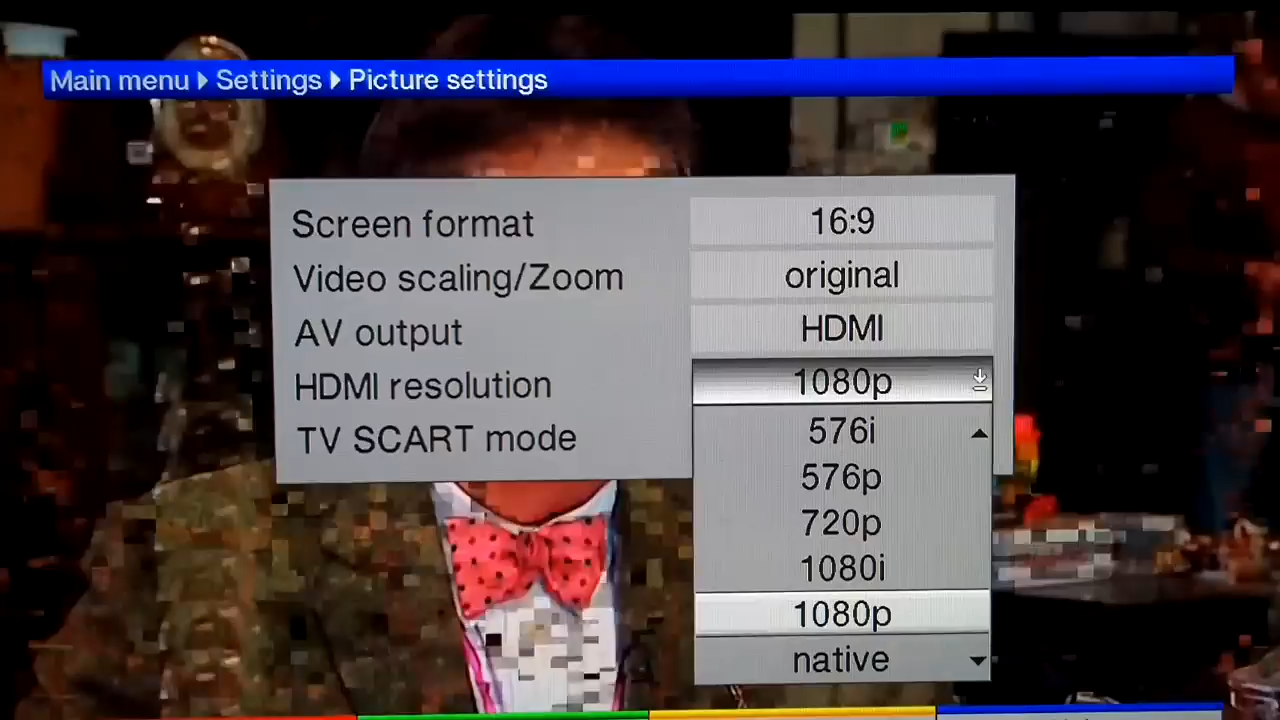 Main menu Settings Picture settings
Screen format 16:9
Video scaling/Zoom original
AV output HDMI
HDMI resolution 1080p
TV SCART mode
576i
576p
720p
1080i
1080p
native